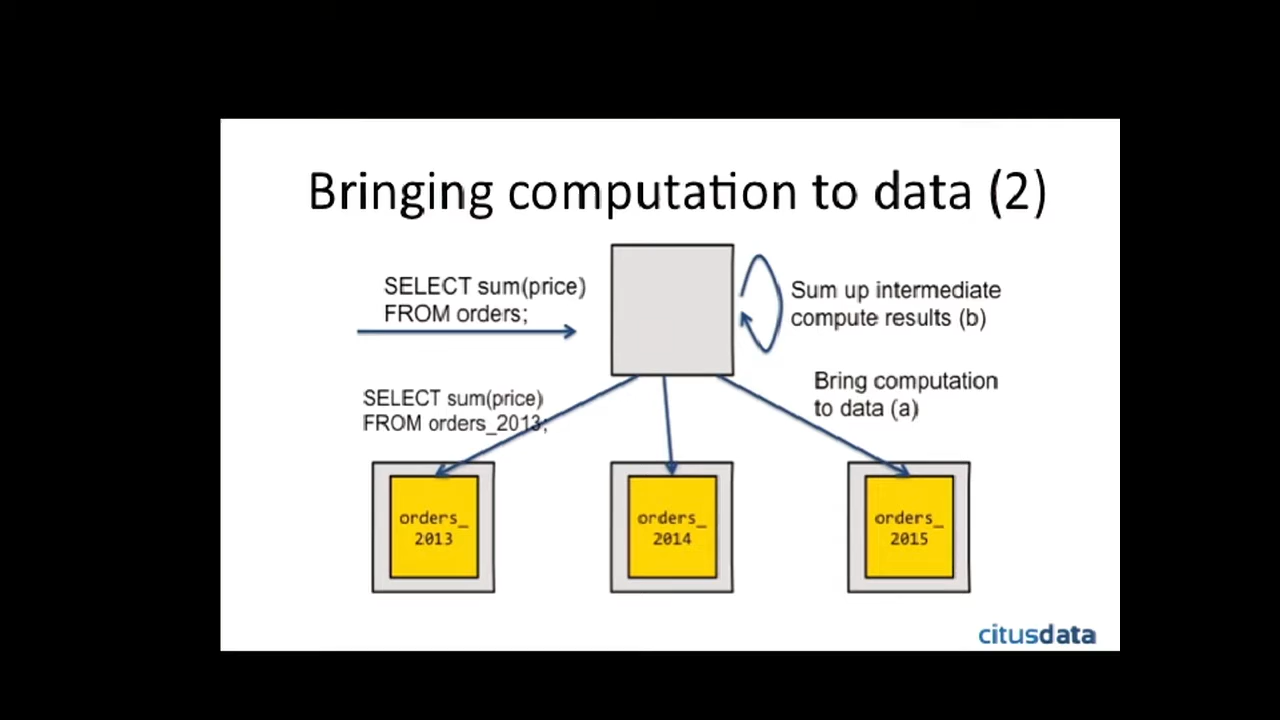 Bringing computation to data (2)
SELECT sum(price)
FROM orders;
Sum up intermediate
compute results (b)
Bring computation
to data (a)
SELECT sum(price)
FROM orders_2013;
orders_
2013
orders_
2014
orders_
2015
citusdata